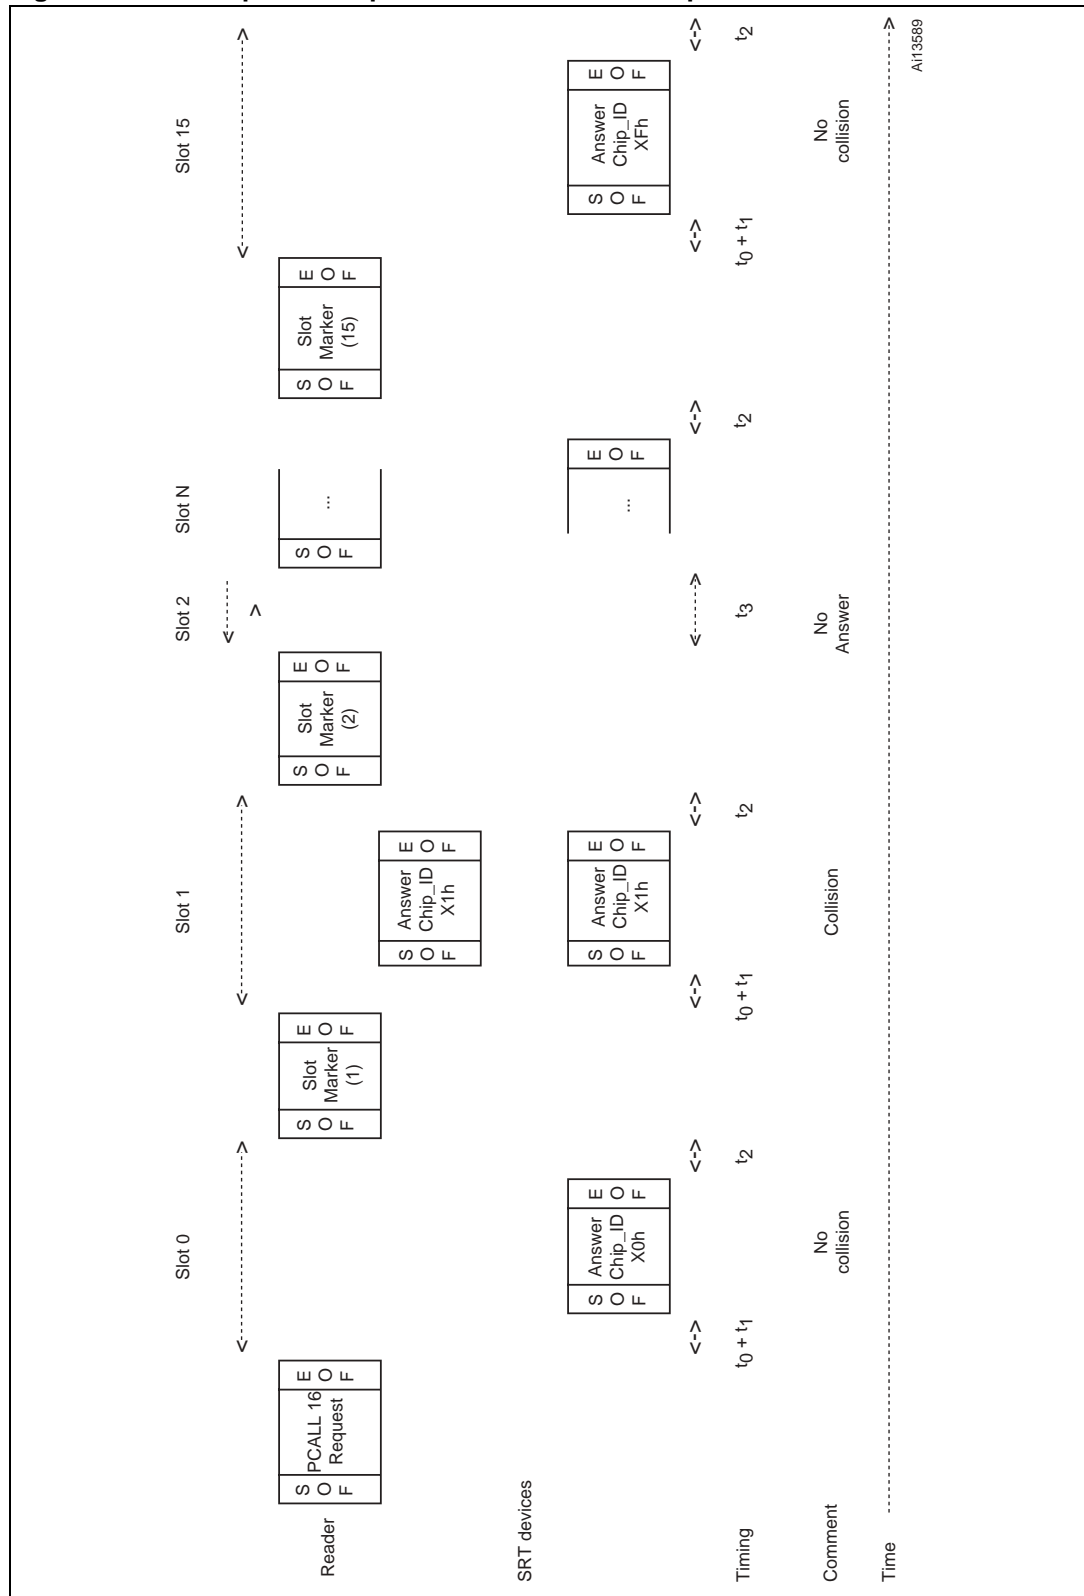 Slot 0
Slot 1
Slot 2
Slot N
Slot 15
Reader
S O F
PCALL 16
Request
E O F
S O F
Slot
Marker
(1)
E O F
S O F
Slot
Marker
(2)
E O F
S O F
...
S O F
Slot
Marker
(15)
E O F
SRT devices
S O F
Answer
Chip_ID
X1h
E O F
S O F
Answer
Chip_ID
X0h
E O F
S O F
Answer
Chip_ID
X1h
E O F
...
E O F
S O F
Answer
Chip_ID
XFh
E O F
Timing
t0 + t1
t2
t0 + t1
t2
t3
t2
t0 + t1
t2
Comment
No
collision
Collision
No
Answer
No
collision
Time
Ai13589